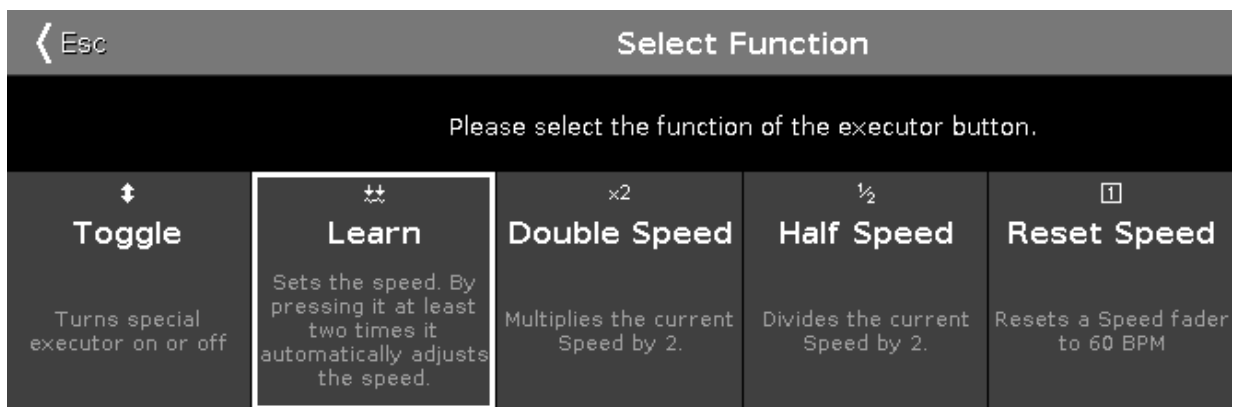 Esc
Select Function
Please select the function of the executor button.
Toggle
Turns special
executor on or off
Learn
Sets the speed. By
pressing it at least
two times it
automatically adjusts
the speed.
×2
Double Speed
Multiplies the current
Speed by 2.
½
Half Speed
Divides the current
Speed by 2.
1
Reset Speed
Resets a Speed fader
to 60 BPM